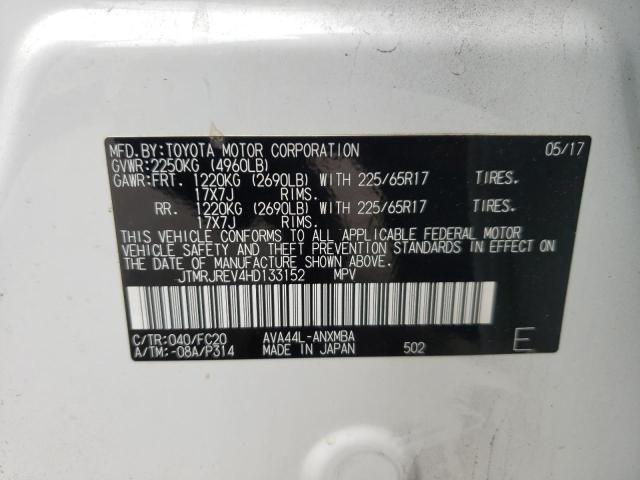 MFD.BY:TOYOTA MOTOR CORPORATION 05/17
GVWR:2250KG (4960LB)
GAWR:FRT. 1220KG (2690LB) WITH 225/65R17 TIRES.
17X7J RIMS.
RR. 1220KG (2690LB) WITH 225/65R17 TIRES.
17X7J RIMS.
THIS VEHICLE CONFORMS TO ALL APPLICABLE FEDERAL MOTOR
VEHICLE SAFETY AND THEFT PREVENTION STANDARDS IN EFFECT
ON THE DATE OF MANUFACTURE SHOWN ABOVE.
JTMRJREV4HD133152 MPV
C/TR:040/FC20 AVA44L-ANXMBA
A/TM:-08A/P314 MADE IN JAPAN 502 E